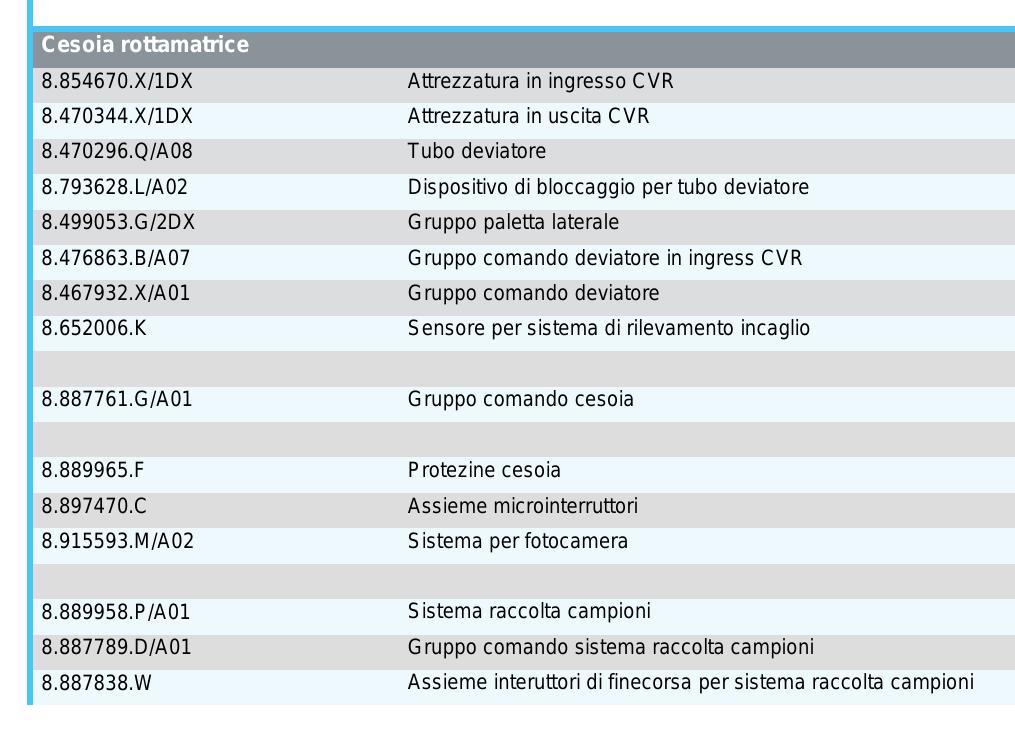 Cesoia rottamatrice
8.854670.X/1DX Attrezzatura in ingresso CVR
8.470344.X/1DX Attrezzatura in uscita CVR
8.470296.Q/A08 Tubo deviatore
8.793628.L/A02 Dispositivo di bloccaggio per tubo deviatore
8.499053.G/2DX Gruppo paletta laterale
8.476863.B/A07 Gruppo comando deviatore in ingress CVR
8.467932.X/A01 Gruppo comando deviatore
8.652006.K Sensore per sistema di rilevamento incaglio
8.887761.G/A01 Gruppo comando cesoia
8.889965.F Protezine cesoia
8.897470.C Assieme microinterruttori
8.915593.M/A02 Sistema per fotocamera
8.889958.P/A01 Sistema raccolta campioni
8.887789.D/A01 Gruppo comando sistema raccolta campioni
8.887838.W Assieme interuttori di finecorsa per sistema raccolta campioni